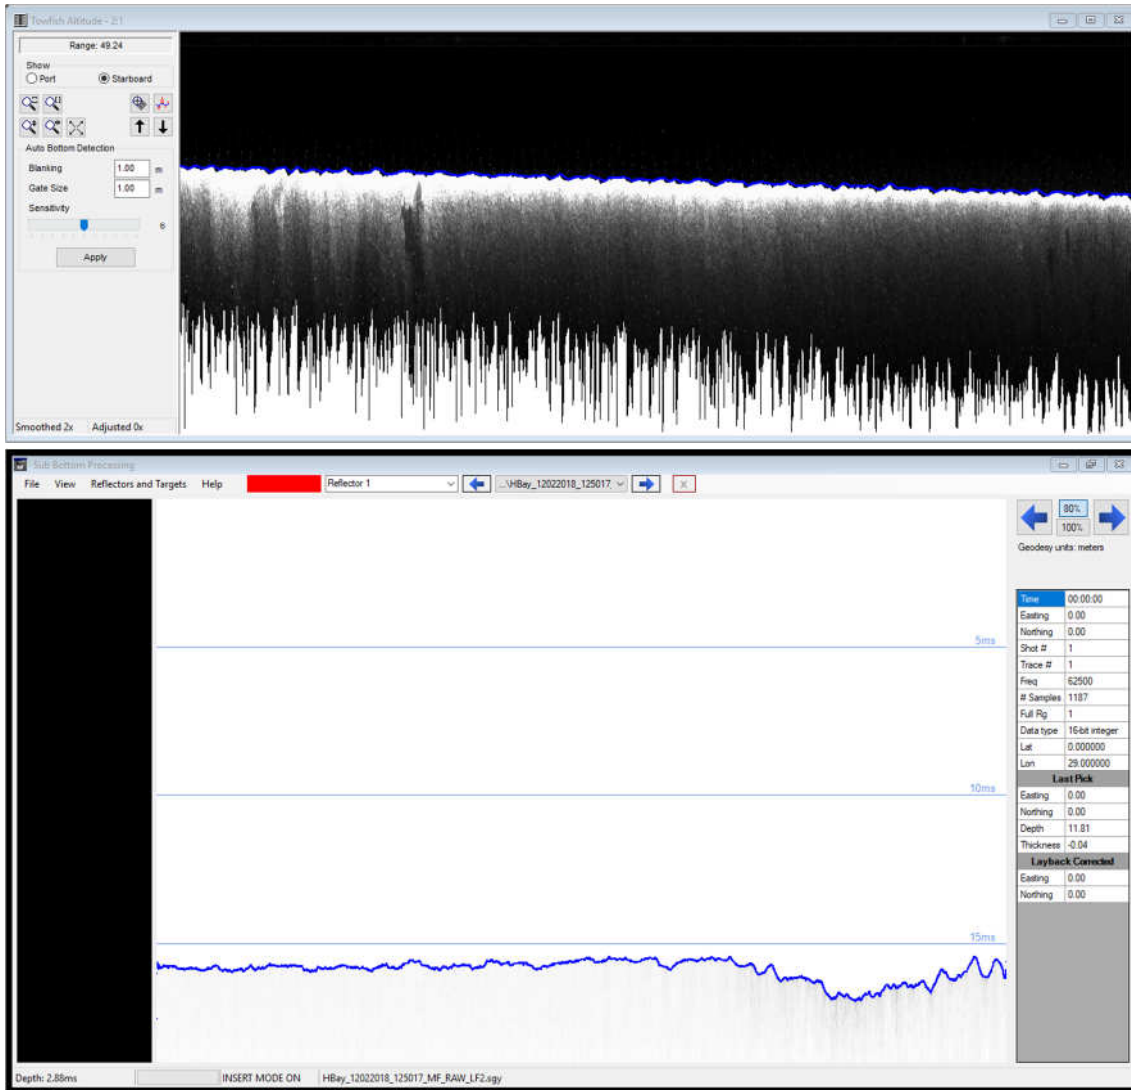 Towfish Altitude - 2:1
Range: 49.24
Show
Port Starboard
Auto Bottom Detection
Blanking 1.00 m
Gate Size 1.00 m
Sensitivity
6
Apply
Smoothed 2x Adjusted 0x
Sub Bottom Processing
File View Reflectors and Targets Help Reflector 1 ...\HBay_12022018_125017_ X
80%
100%
Geodesy units: meters
5ms
10ms
15ms
Time 00:00:00
Easting 0.00
Northing 0.00
Shot # 1
Trace # 1
Freq 62500
# Samples 1187
Full Rg 1
Data type 16-bit integer
Lat 0.000000
Lon 29.000000
Last Pick
Easting 0.00
Northing 0.00
Depth 11.81
Thickness -0.04
Layback Corrected
Easting 0.00
Northing 0.00
Depth: 2.88ms INSERT MODE ON HBay_12022018_125017_MF_RAW_LF2.sgy